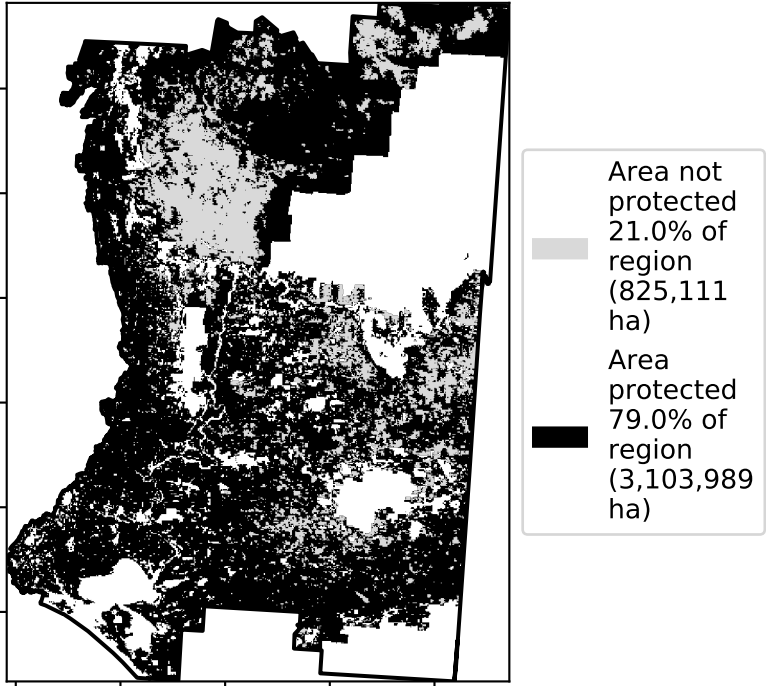 Area not
protected
21.0% of
region
(825,111
ha)
Area
protected
79.0% of
region
(3,103,989
ha)